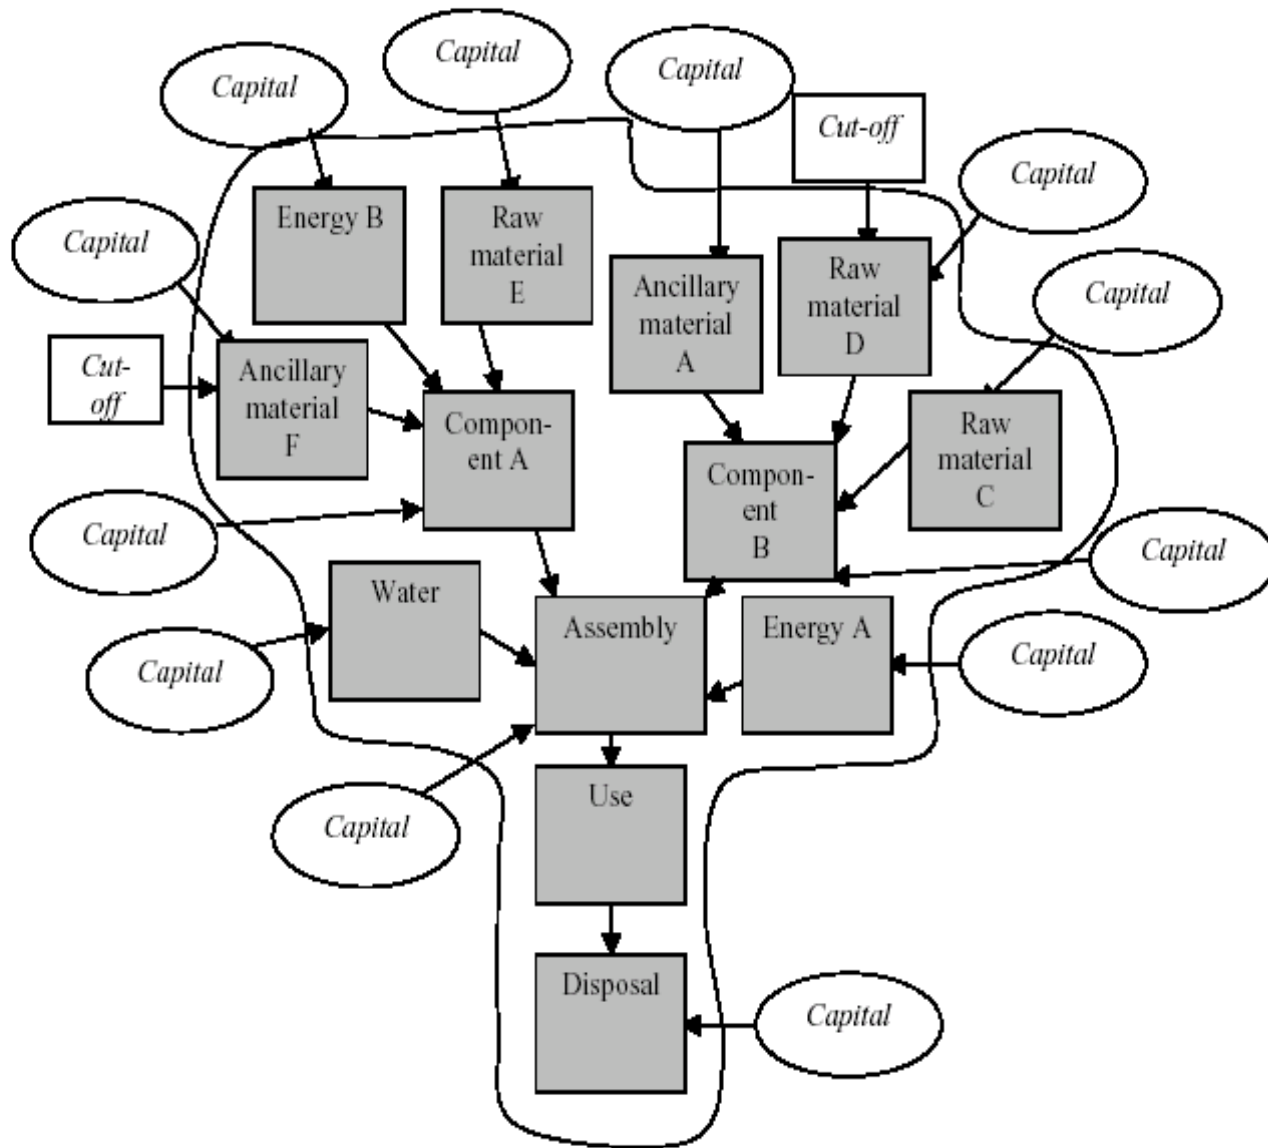 Capital
Capital
Capital
Cut-off
Capital
Capital
Energy B
Raw
material
E
Capital
Ancillary
material
A
Raw
material
D
Cut-
off
Ancillary
material
F
Compon-
ent A
Raw
material
C
Compon-
ent
B
Capital
Capital
Water
Assembly
Energy A
Capital
Capital
Use
Capital
Disposal
Capital